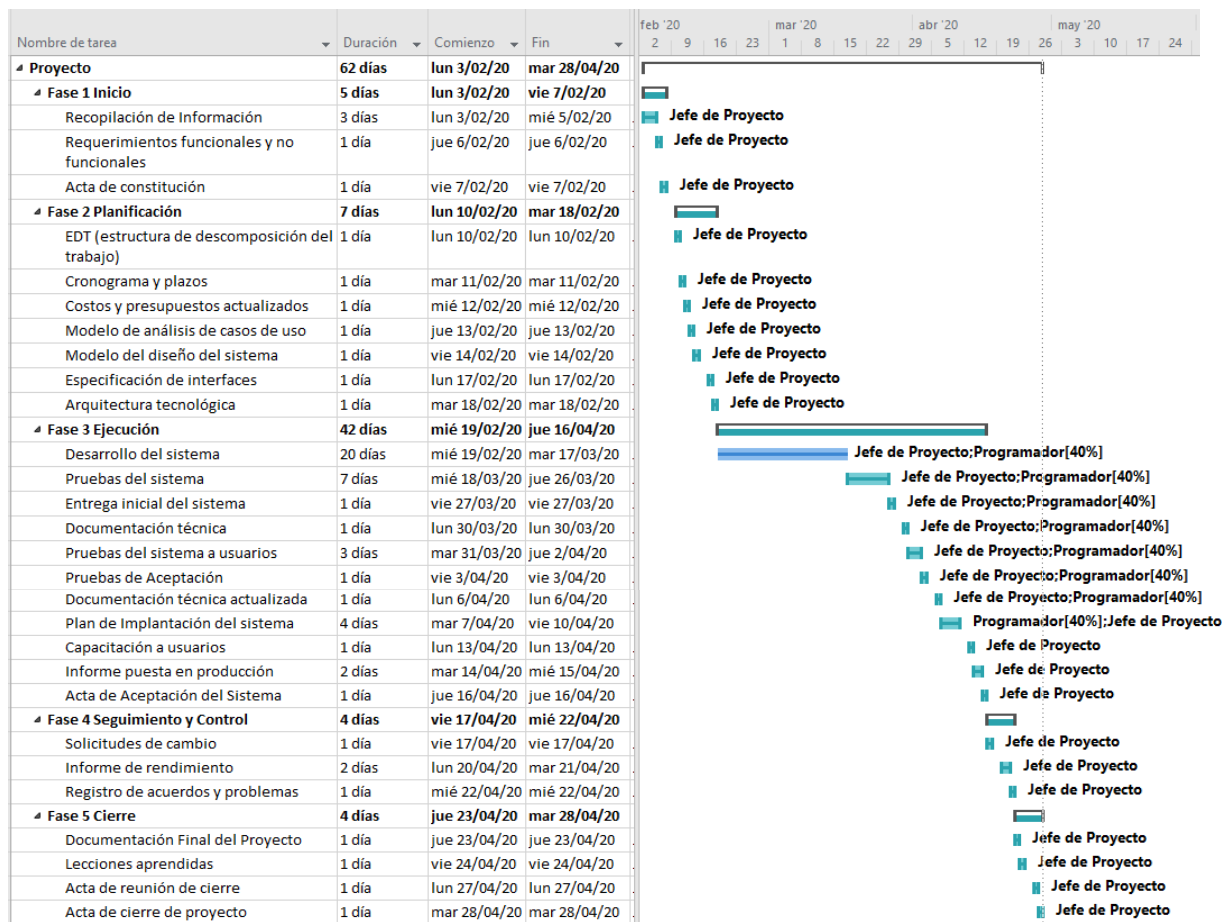 feb '20 mar '20 abr '20 may '20
Nombre de tarea Duración Comienzo Fin 2 9 16 23 1 8 15 22 29 5 12 19 26 3 10 17 24
Proyecto 62 días lun 3/02/20 mar 28/04/20
Fase 1 Inicio 5 días lun 3/02/20 vie 7/02/20
Recopilación de Información 3 días lun 3/02/20 mié 5/02/20 Jefe de Proyecto
Requerimientos funcionales y no 1 día jue 6/02/20 jue 6/02/20 Jefe de Proyecto
funcionales
Acta de constitución 1 día vie 7/02/20 vie 7/02/20 Jefe de Proyecto
Fase 2 Planificación 7 días lun 10/02/20 mar 18/02/20
EDT (estructura de descomposición del 1 día lun 10/02/20 lun 10/02/20 Jefe de Proyecto
trabajo)
Cronograma y plazos 1 día mar 11/02/20 mar 11/02/20 Jefe de Proyecto
Costos y presupuestos actualizados 1 día mié 12/02/20 mié 12/02/20 Jefe de Proyecto
Modelo de análisis de casos de uso 1 día jue 13/02/20 jue 13/02/20 Jefe de Proyecto
Modelo del diseño del sistema 1 día vie 14/02/20 vie 14/02/20 Jefe de Proyecto
Especificación de interfaces 1 día lun 17/02/20 lun 17/02/20 Jefe de Proyecto
Arquitectura tecnológica 1 día mar 18/02/20 mar 18/02/20 Jefe de Proyecto
Fase 3 Ejecución 42 días mié 19/02/20 jue 16/04/20
Desarrollo del sistema 20 días mié 19/02/20 mar 17/03/20 Jefe de Proyecto;Programador[40%]
Pruebas del sistema 7 días mié 18/03/20 jue 26/03/20 Jefe de Proyecto;Programador[40%]
Entrega inicial del sistema 1 día vie 27/03/20 vie 27/03/20 Jefe de Proyecto;Programador[40%]
Documentación técnica 1 día lun 30/03/20 lun 30/03/20 Jefe de Proyecto;Programador[40%]
Pruebas del sistema a usuarios 3 días mar 31/03/20 jue 2/04/20 Jefe de Proyecto;Programador[40%]
Pruebas de Aceptación 1 día vie 3/04/20 vie 3/04/20 Jefe de Proyecto;Programador[40%]
Documentación técnica actualizada 1 día lun 6/04/20 lun 6/04/20 Jefe de Proyecto;Programador[40%]
Plan de Implantación del sistema 4 días mar 7/04/20 vie 10/04/20 Programador[40%];Jefe de Proyecto
Capacitación a usuarios 1 día lun 13/04/20 lun 13/04/20 Jefe de Proyecto
Informe puesta en producción 2 días mar 14/04/20 mié 15/04/20 Jefe de Proyecto
Acta de Aceptación del Sistema 1 día jue 16/04/20 jue 16/04/20 Jefe de Proyecto
Fase 4 Seguimiento y Control 4 días vie 17/04/20 mié 22/04/20
Solicitudes de cambio 1 día vie 17/04/20 vie 17/04/20 Jefe de Proyecto
Informe de rendimiento 2 días lun 20/04/20 mar 21/04/20 Jefe de Proyecto
Registro de acuerdos y problemas 1 día mié 22/04/20 mié 22/04/20 Jefe de Proyecto
Fase 5 Cierre 4 días jue 23/04/20 mar 28/04/20
Documentación Final del Proyecto 1 día jue 23/04/20 jue 23/04/20 Jefe de Proyecto
Lecciones aprendidas 1 día vie 24/04/20 vie 24/04/20 Jefe de Proyecto
Acta de reunión de cierre 1 día lun 27/04/20 lun 27/04/20 Jefe de Proyecto
Acta de cierre de proyecto 1 día mar 28/04/20 mar 28/04/20 Jefe de Proyecto